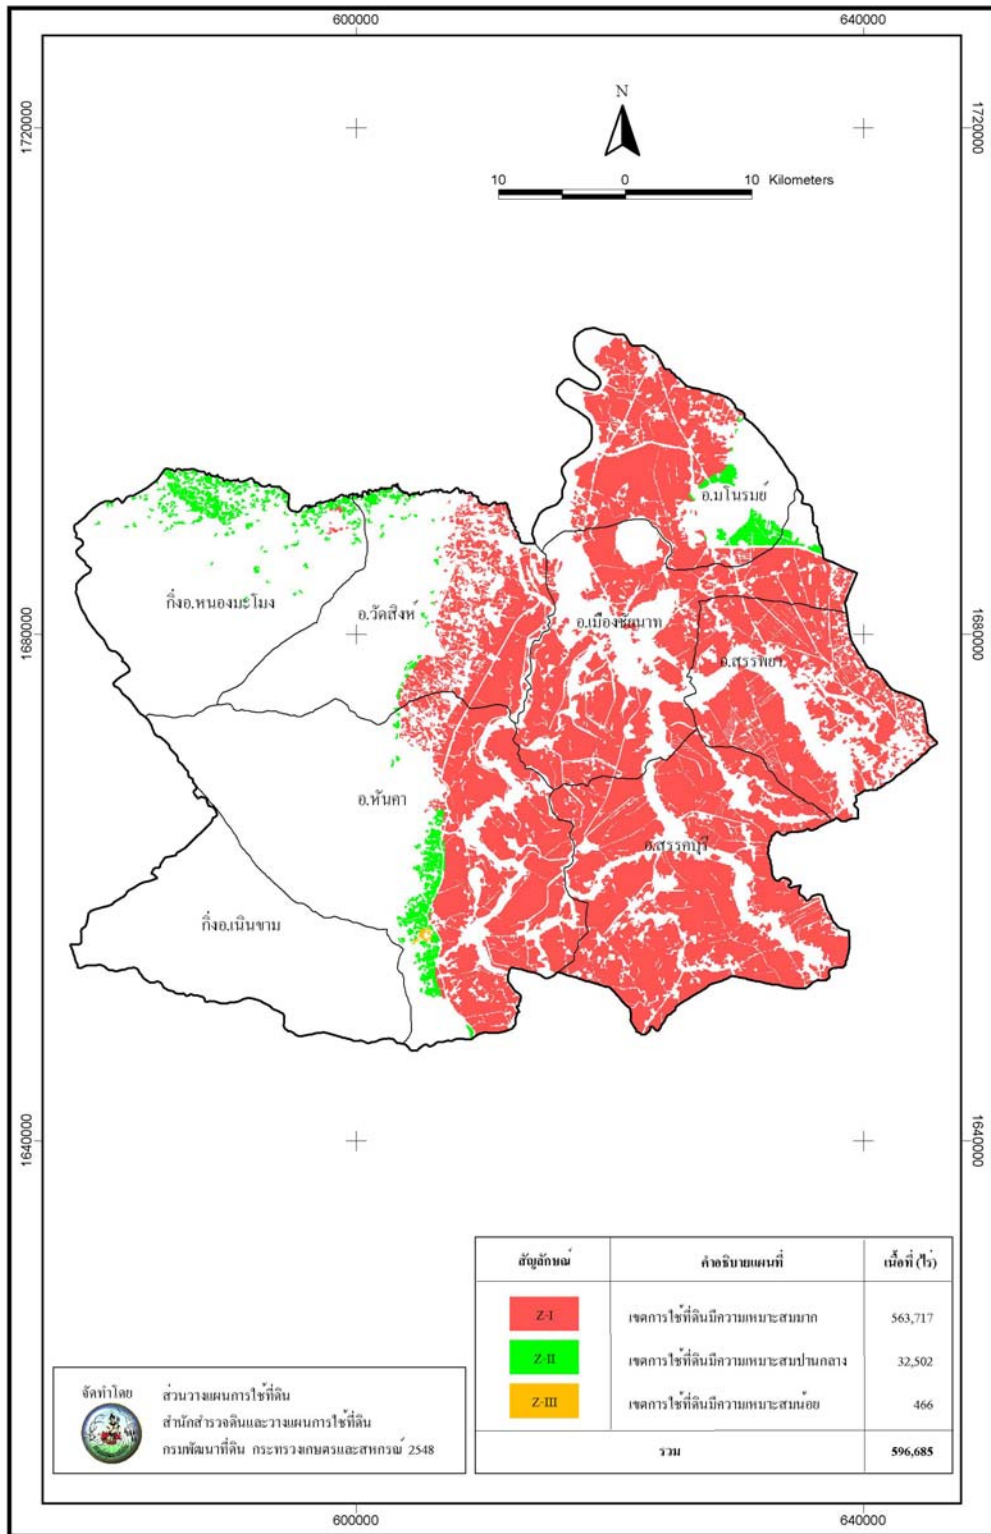 600000
640000
1720000
1720000
N
10
0
10 Kilometers
อ.มโนรมย์
กิ่งอ.หนองมะโมง
อ.วัดสิงห์
อ.เมืองชัยนาท
1680000
1680000
อ.สรรพยา
อ.หันคา
อ.สรรคบุรี
กิ่งอ.เนินขาม
1640000
1640000
สัญลักษณ์ คำอธิบายแผนที่ เนื้อที่ (ไร่)
Z-I เขตการใช้ที่ดินมีความเหมาะสมมาก 563,717
Z-II เขตการใช้ที่ดินมีความเหมาะสมปานกลาง 32,502
Z-III เขตการใช้ที่ดินมีความเหมาะสมน้อย 466
รวม 596,685
จัดทำโดย ส่วนวางแผนการใช้ที่ดิน
สำนักสำรวจดินและวางแผนการใช้ที่ดิน
กรมพัฒนาที่ดิน กระทรวงเกษตรและสหกรณ์ 2548
600000
640000